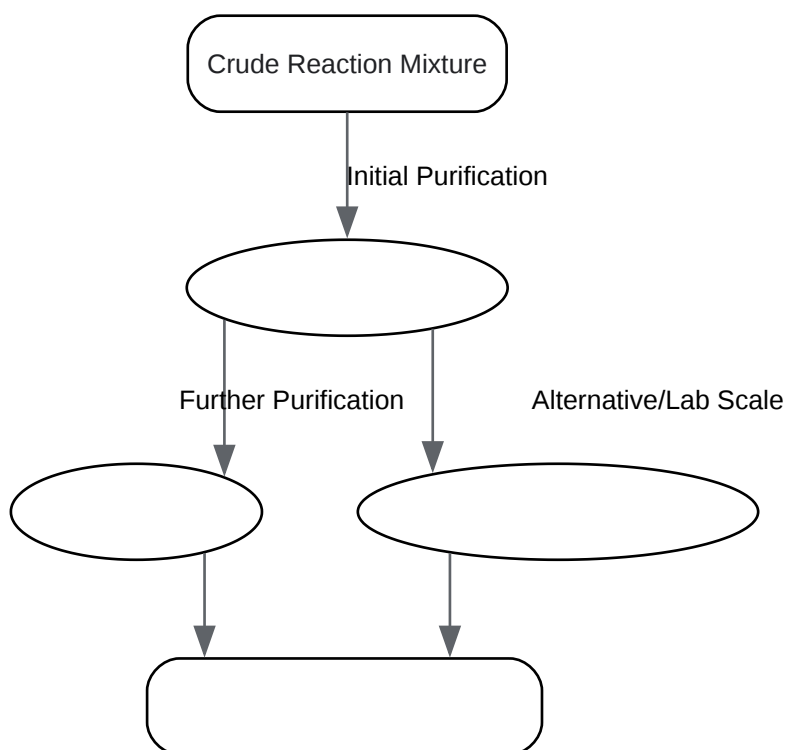 Crude Reaction Mixture
Initial Purification
Further Purification
Alternative/Lab Scale